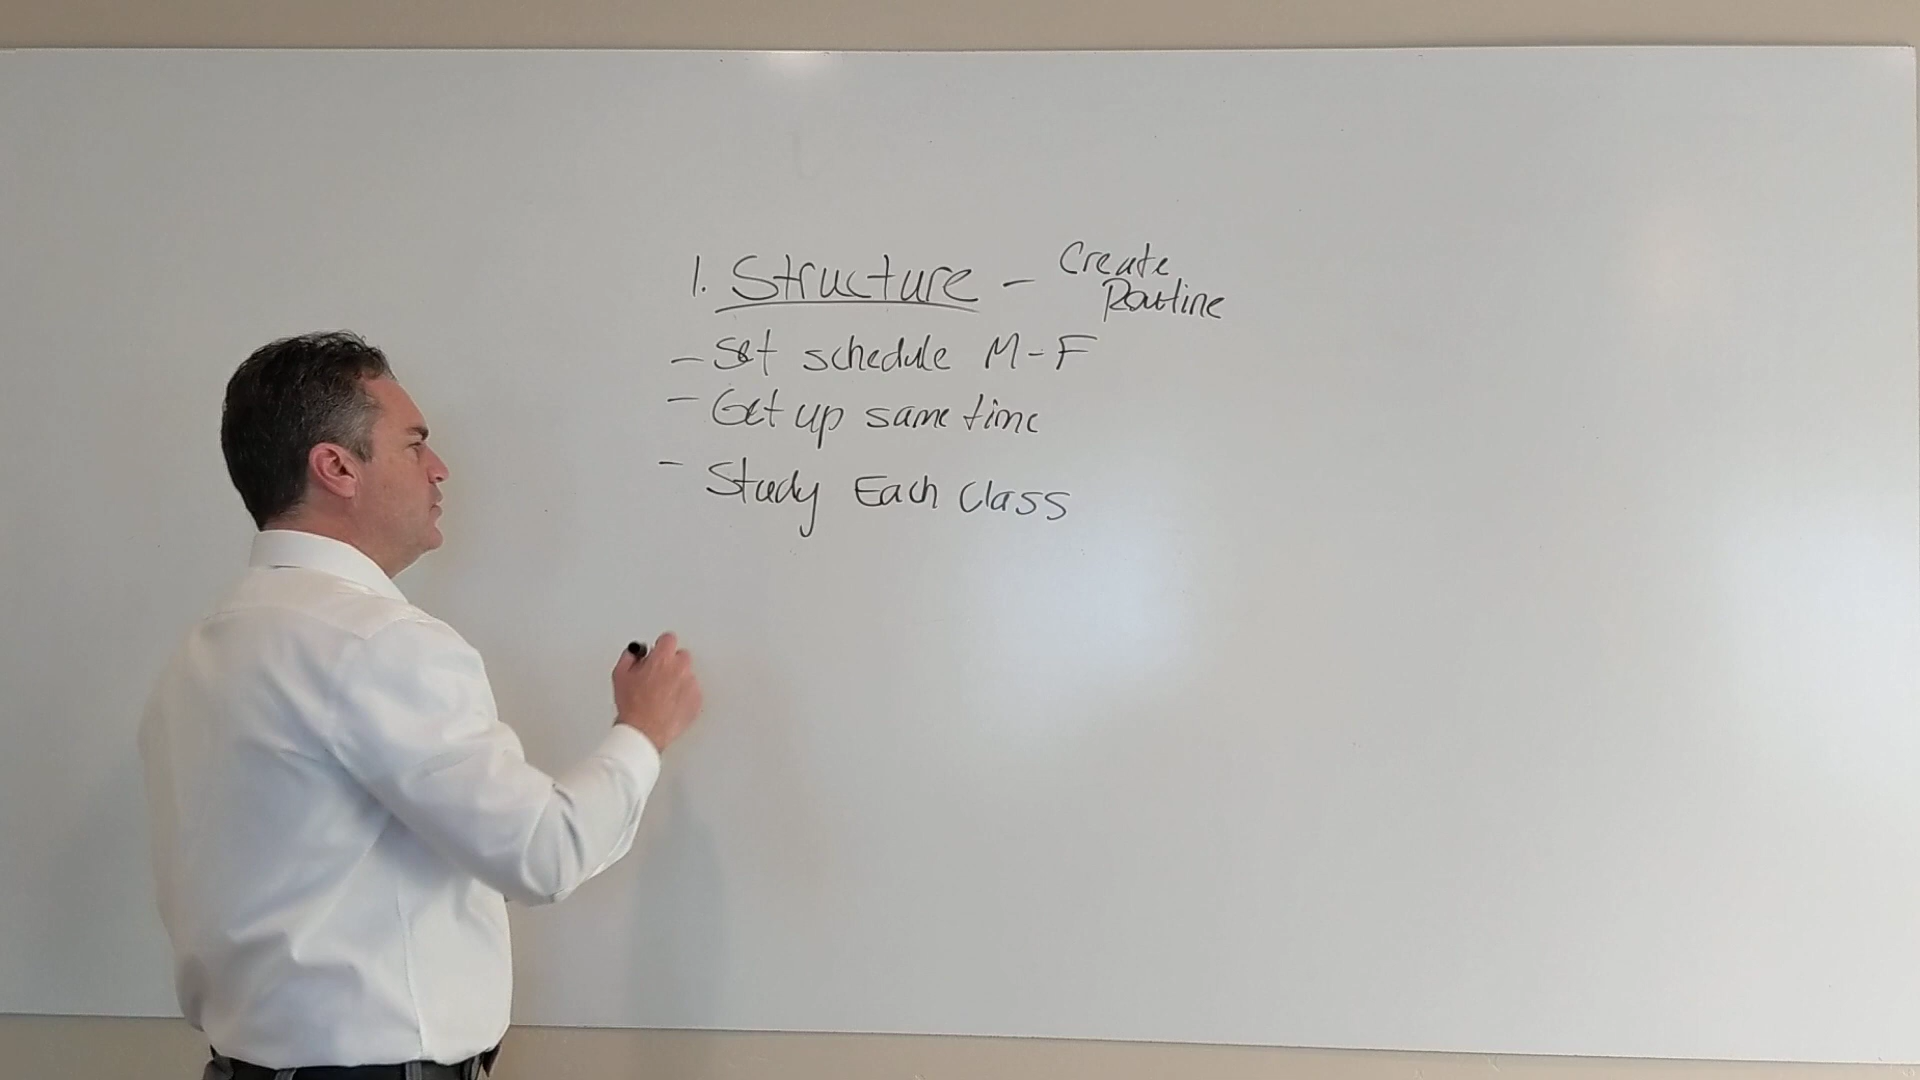 1. Structure - Create
Routine
- Set schedule M-F
- Get up same time
- Study Each Class